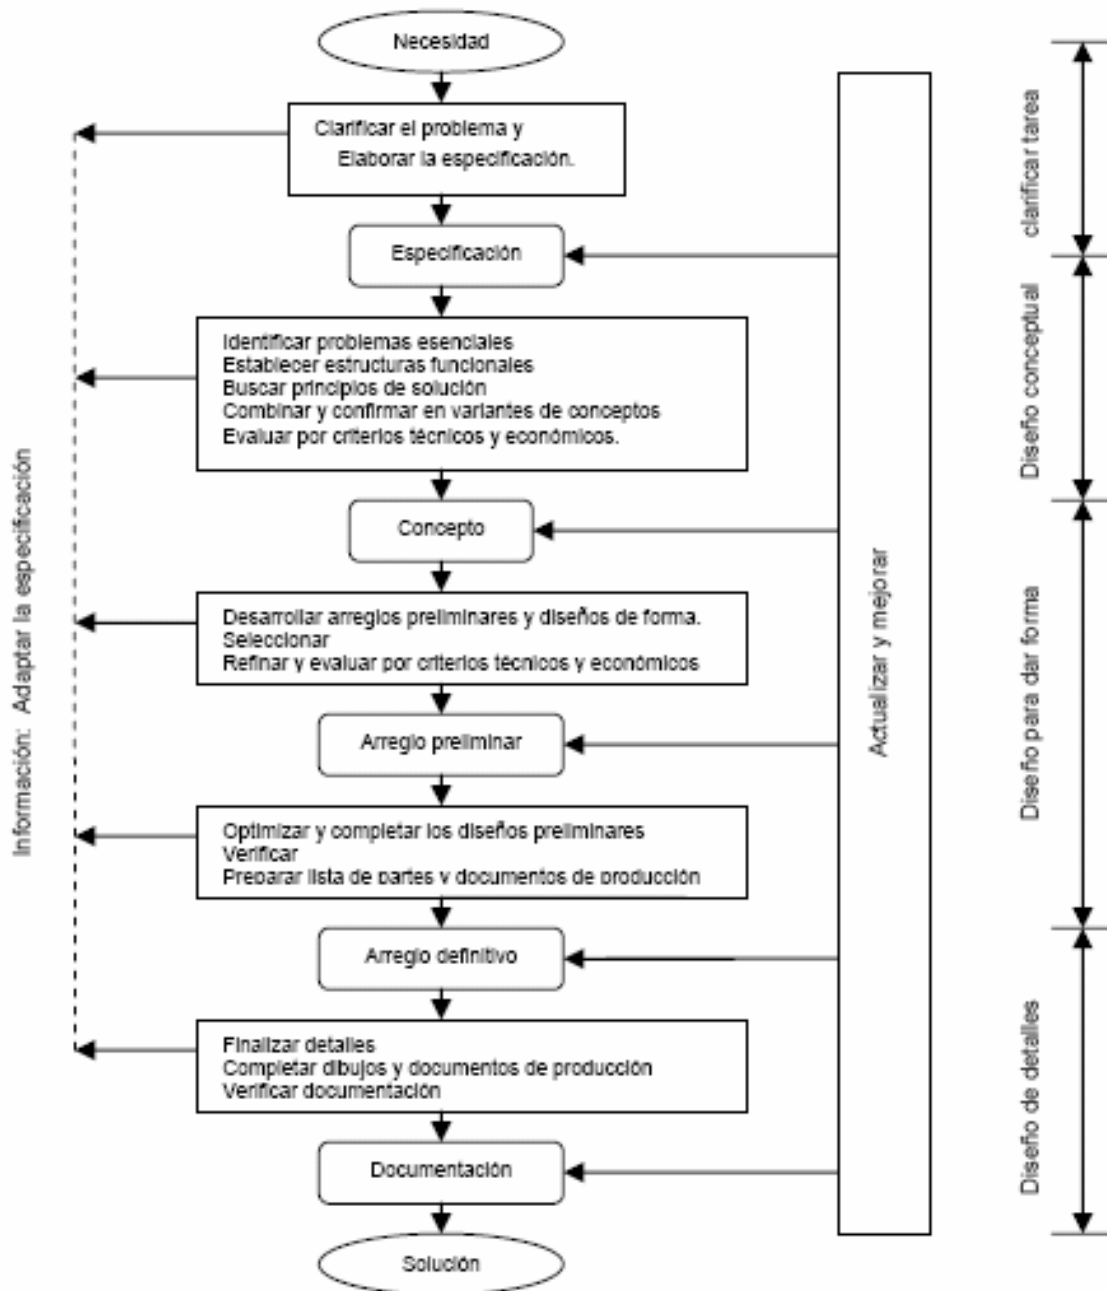 Necesidad
Clarificar el problema y
Elaborar la especificación.
Especificación
Identificar problemas esenciales
Establecer estructuras funcionales
Buscar principios de solución
Combinar y confirmar en variantes de conceptos
Evaluar por criterios técnicos y económicos.
Concepto
Desarrollar arreglos preliminares y diseños de forma.
Seleccionar
Refinar y evaluar por criterios técnicos y económicos
Arreglo preliminar
Optimizar y completar los diseños preliminares
Verificar
Preparar lista de partes y documentos de producción
Arreglo definitivo
Finalizar detalles
Completar dibujos y documentos de producción
Verificar documentación
Documentación
Solución
Información: Adaptar la especificación
Actualizar y mejorar
clarificar tarea
Diseño conceptual
Diseño para dar forma
Diseño de detalles